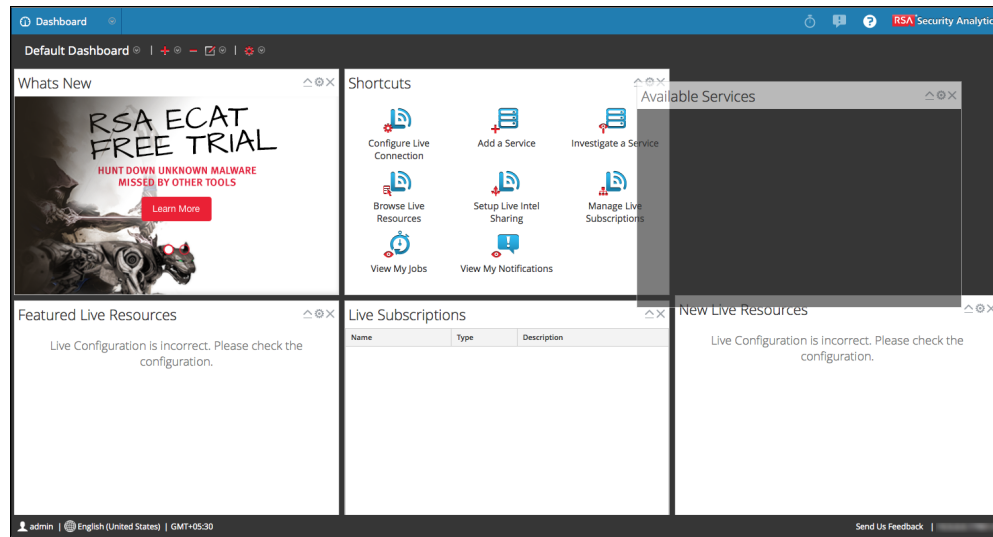 Dashboard
RSA Security Analytic
Default Dashboard
Whats New
RSA ECAT
FREE TRIAL
HUNT DOWN UNKNOWN MALWARE
MISSED BY OTHER TOOLS
Learn More
Shortcuts
Configure Live
Connection
Add a Service
Investigate a Service
Browse Live
Resources
Setup Live Intel
Sharing
Manage Live
Subscriptions
View My Jobs
View My Notifications
Available Services
Featured Live Resources
Live Configuration is incorrect. Please check the
configuration.
Live Subscriptions
Name Type Description
New Live Resources
Live Configuration is incorrect. Please check the
configuration.
admin | English (United States) | GMT+05:30
Send Us Feedback |